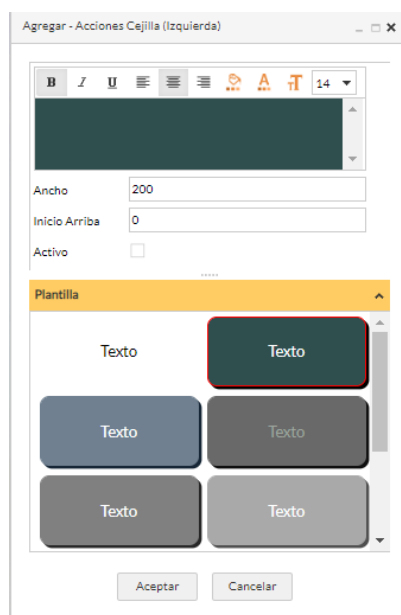 Agregar - Acciones Cejilla (Izquierda)
B I U A T 14
Ancho 200
Inicio Arriba 0
Activo
Plantilla
Texto Texto
Texto Texto
Texto Texto
Aceptar Cancelar